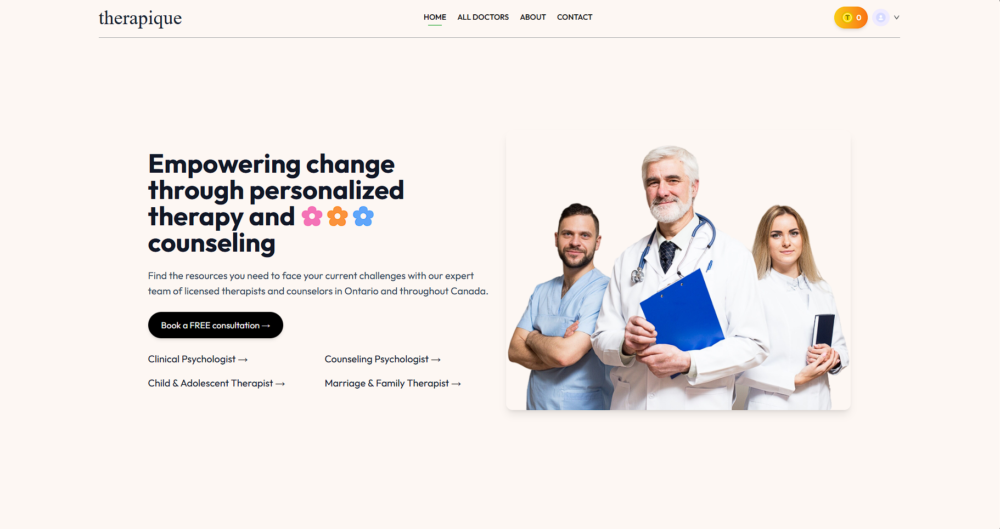 therapique
HOME ALL DOCTORS ABOUT CONTACT
T 0
Empowering change
through personalized
therapy and
counseling
Find the resources you need to face your current challenges with our expert
team of licensed therapists and counselors in Ontario and throughout Canada.
Book a FREE consultation →
Clinical Psychologist → Counseling Psychologist →
Child & Adolescent Therapist → Marriage & Family Therapist →